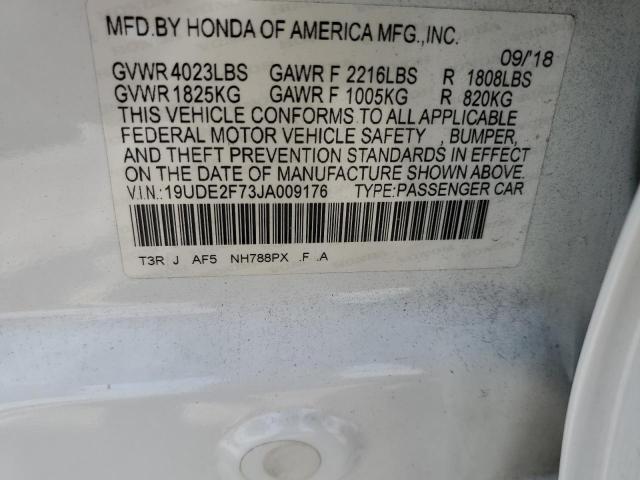 MFD.BY HONDA OF AMERICA MFG.,INC.
09/'18
GVWR 4023LBS GAWR F 2216LBS R 1808LBS
GVWR 1825KG GAWR F 1005KG R 820KG
THIS VEHICLE CONFORMS TO ALL APPLICABLE
FEDERAL MOTOR VEHICLE SAFETY , BUMPER,
AND THEFT PREVENTION STANDARDS IN EFFECT
ON THE DATE OF MANUFACTURE SHOWN ABOVE.
V.I.N.: 19UDE2F73JA009176 TYPE:PASSENGER CAR
T3R J AF5 NH788PX .F .A